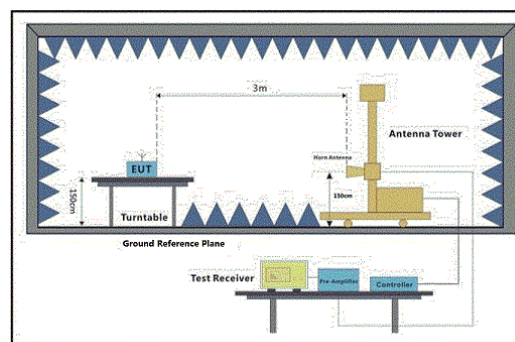 3m
Antenna Tower
Horn Antenna
EUT
150cm
150cm
Turntable
Ground Reference Plane
Test Receiver
Pre-Amplifier
Controller